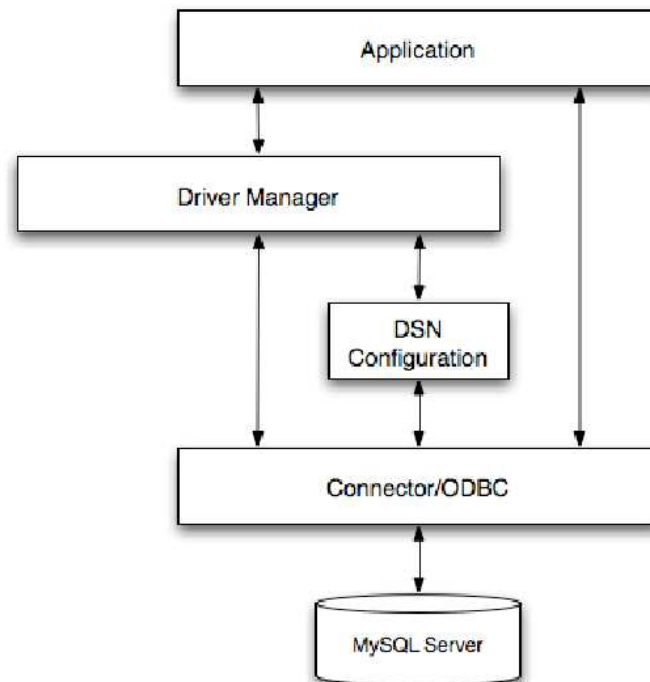 Application
Driver Manager
DSN
Configuration
Connector/ODBC
MySQL Server